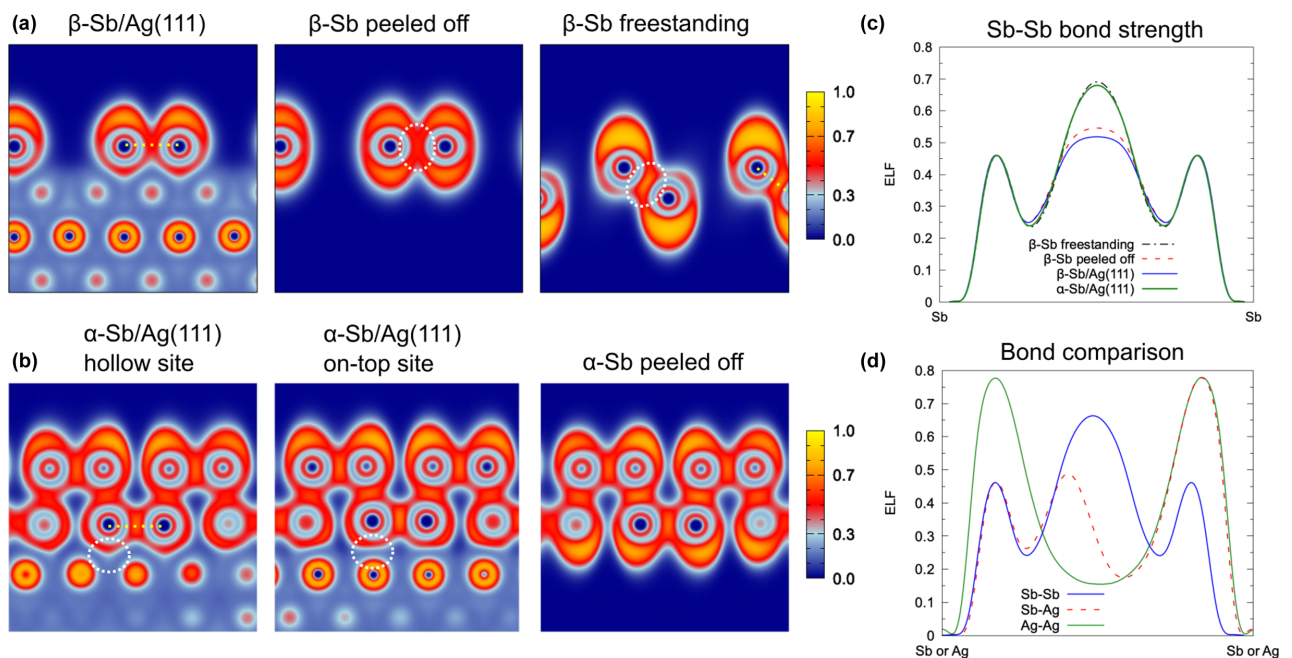 (a)
β-Sb/Ag(111)
β-Sb peeled off
β-Sb freestanding
1.0
0.7
0.3
0.0
(b)
α-Sb/Ag(111)
hollow site
α-Sb/Ag(111)
on-top site
α-Sb peeled off
1.0
0.7
0.3
0.0
(c)
Sb-Sb bond strength
0.8
0.7
0.6
0.5
0.4
0.3
0.2
0.1
0
ELF
β-Sb freestanding
β-Sb peeled off
β-Sb/Ag(111)
α-Sb/Ag(111)
Sb
Sb
(d)
Bond comparison
0.8
0.7
0.6
0.5
0.4
0.3
0.2
0.1
0
ELF
Sb-Sb
Sb-Ag
Ag-Ag
Sb or Ag
Sb or Ag